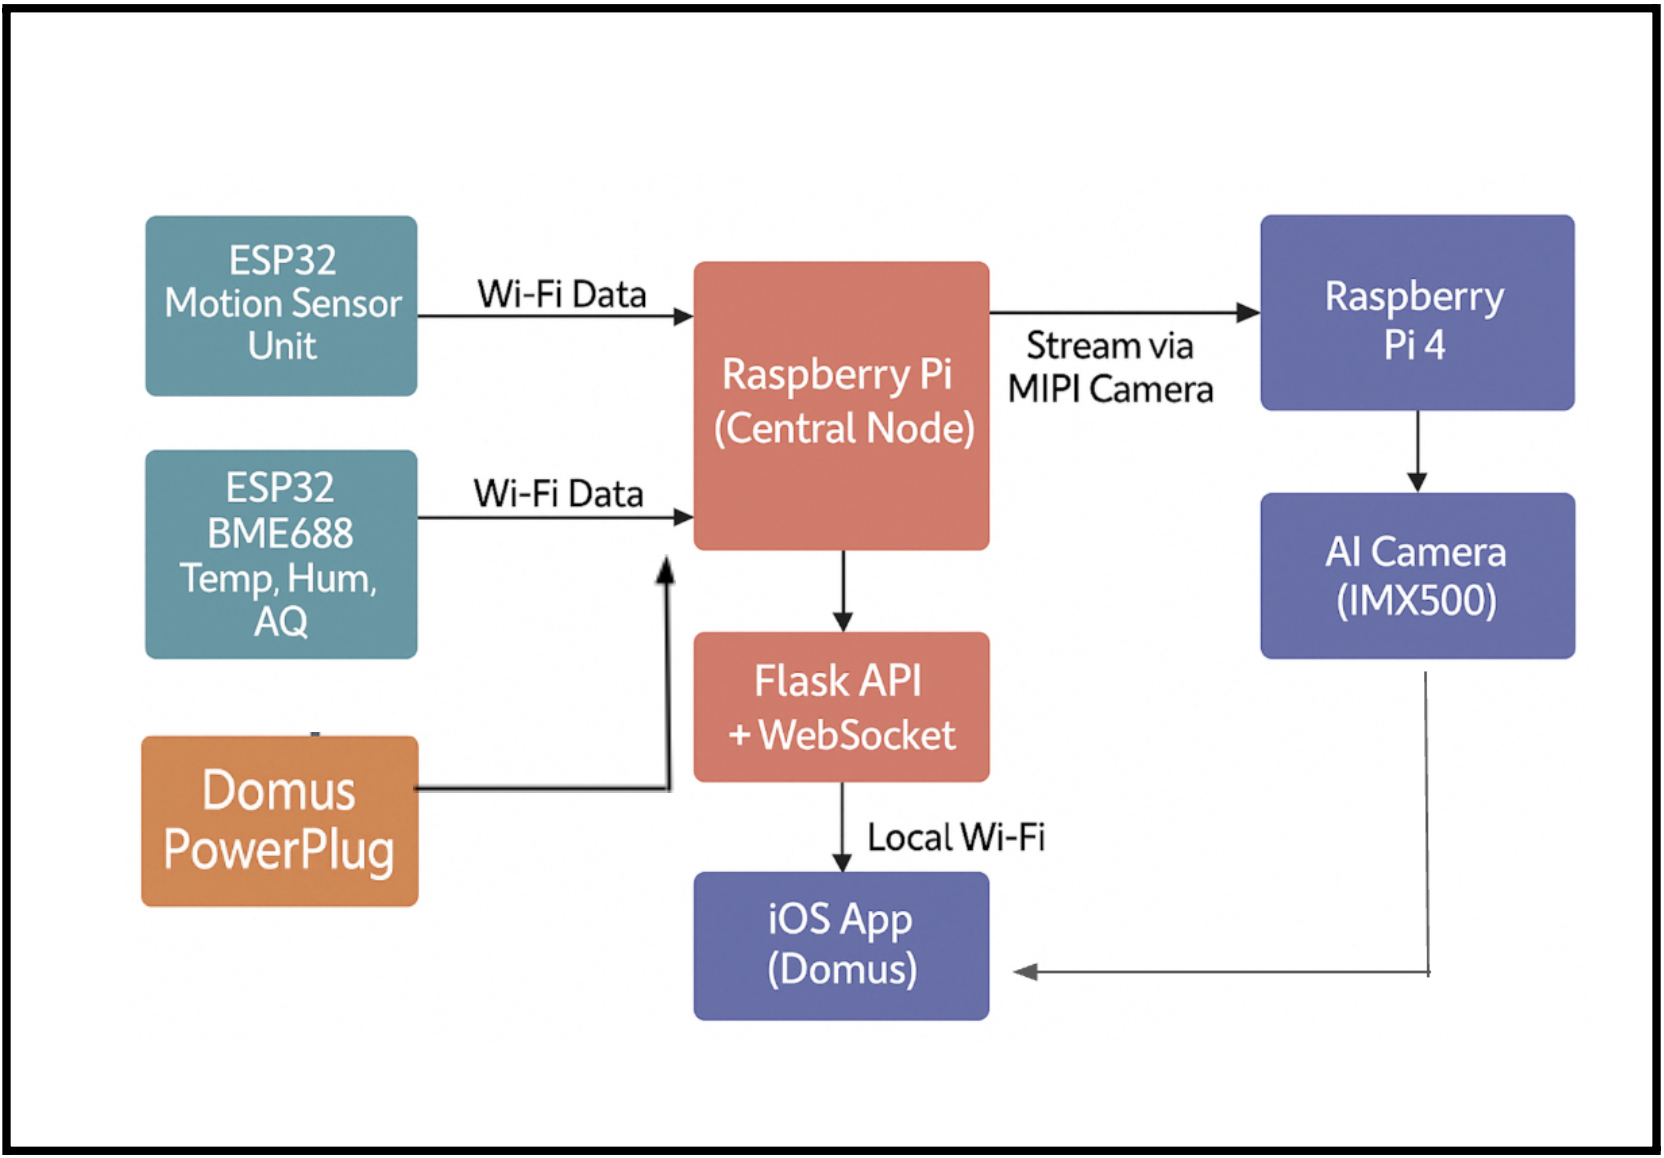 ESP32
Motion Sensor
Unit
Wi-Fi Data
ESP32
BME688
Temp, Hum,
AQ
Wi-Fi Data
Domus
PowerPlug
Raspberry Pi
(Central Node)
Flask API
+ WebSocket
Local Wi-Fi
iOS App
(Domus)
Stream via
MIPI Camera
Raspberry
Pi 4
AI Camera
(IMX500)